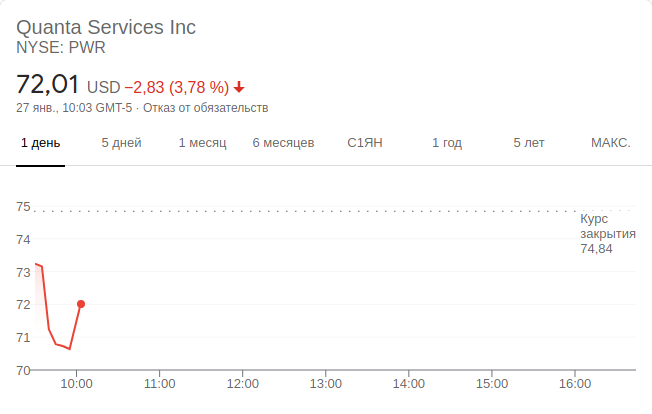 Quanta Services Inc
NYSE: PWR
72,01 USD −2,83 (3,78 %)
27 янв., 10:03 GMT-5 · Отказ от обязательств
1 день 5 дней 1 месяц 6 месяцев С1ЯН 1 год 5 лет МАКС.
75
Курс
закрытия
74,84
74
73
72
71
70
10:00 11:00 12:00 13:00 14:00 15:00 16:00